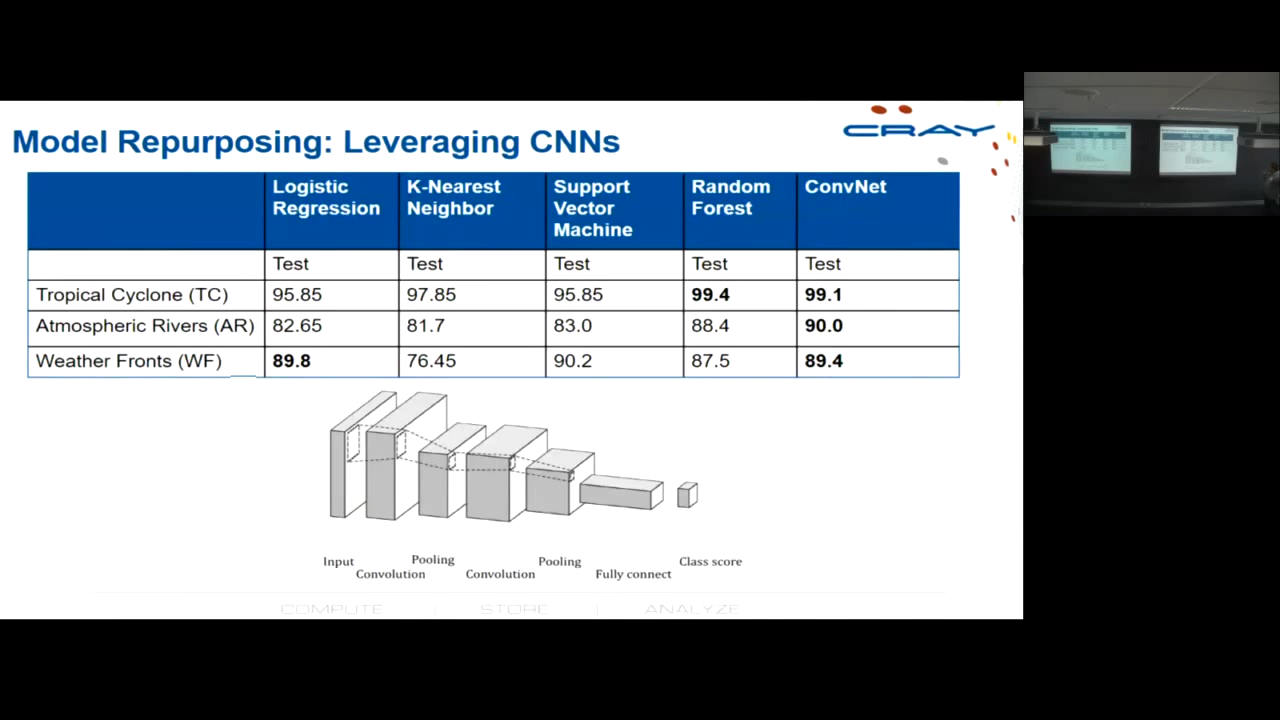 Model Repurposing: Leveraging CNNs
CRAY
Logistic Regression K-Nearest Neighbor Support Vector Machine Random Forest ConvNet
Test Test Test Test Test
Tropical Cyclone (TC) 95.85 97.85 95.85 99.4 99.1
Atmospheric Rivers (AR) 82.65 81.7 83.0 88.4 90.0
Weather Fronts (WF) 89.8 76.45 90.2 87.5 89.4
Input Convolution Pooling Convolution Pooling Fully connect Class score
COMPUTE | STORE | ANALYZE